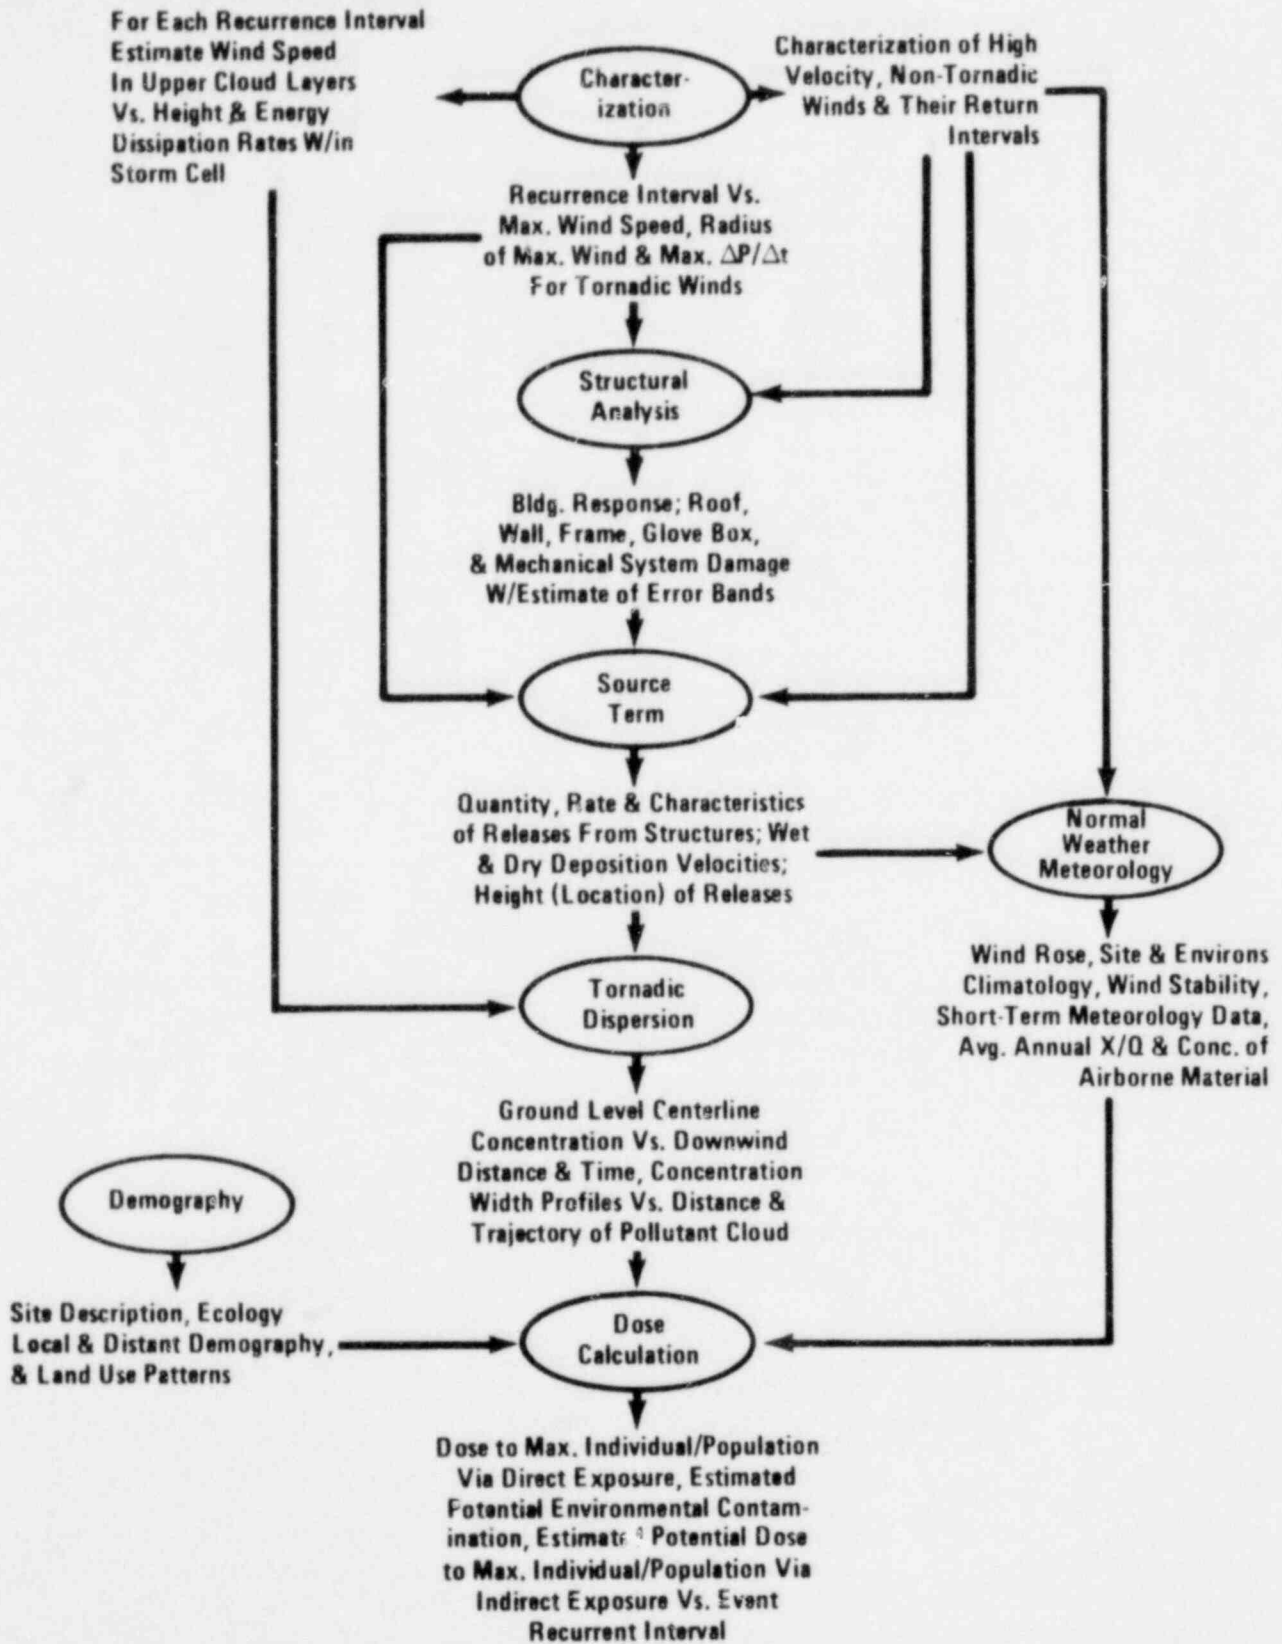 For Each Recurrence Interval
Estimate Wind Speed
In Upper Cloud Layers
Vs. Height & Energy
Dissipation Rates W/in
Storm Cell
Character-
ization
Characterization of High
Velocity, Non-Tornadic
Winds & Their Return
Intervals
Recurrence Interval Vs.
Max. Wind Speed, Radius
of Max. Wind & Max. ΔP/Δt
For Tornadic Winds
Structural
Analysis
Bldg. Response; Roof,
Wall, Frame, Glove Box,
& Mechanical System Damage
W/Estimate of Error Bands
Source
Term
Quantity, Rate & Characteristics
of Releases From Structures; Wet
& Dry Deposition Velocities;
Height (Location) of Releases
Normal
Weather
Meteorology
Wind Rose, Site & Environs
Climatology, Wind Stability,
Short-Term Meteorology Data,
Avg. Annual X/Q & Conc. of
Airborne Material
Tornadic
Dispersion
Ground Level Centerline
Concentration Vs. Downwind
Distance & Time, Concentration
Width Profiles Vs. Distance &
Trajectory of Pollutant Cloud
Demography
Site Description, Ecology
Local & Distant Demography,
& Land Use Patterns
Dose
Calculation
Dose to Max. Individual/Population
Via Direct Exposure, Estimated
Potential Environmental Contam-
ination, Estimated Potential Dose
to Max. Individual/Population Via
Indirect Exposure Vs. Event
Recurrent Interval